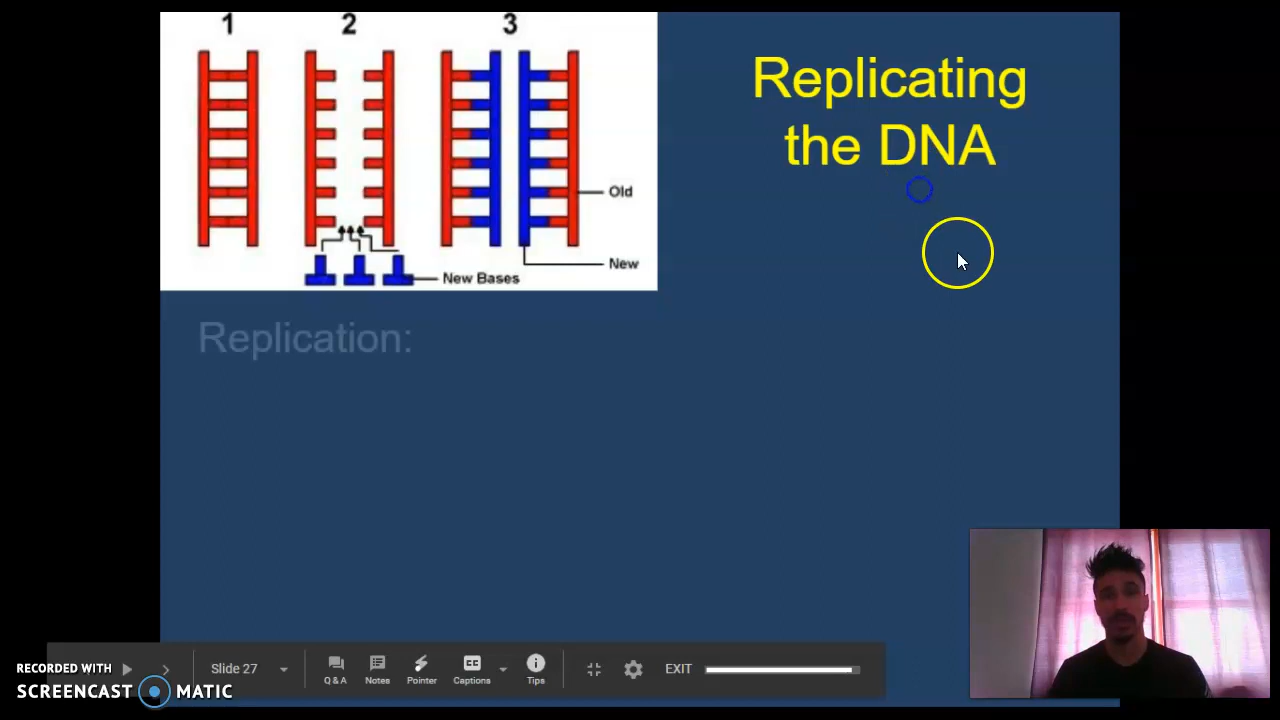 1 2 3
Replicating
the DNA
Old
New
New Bases
Replication:
RECORDED WITH
SCREENCAST MATIC
Slide 27
Q & A
Notes
Pointer
CC
Captions
Tips
EXIT